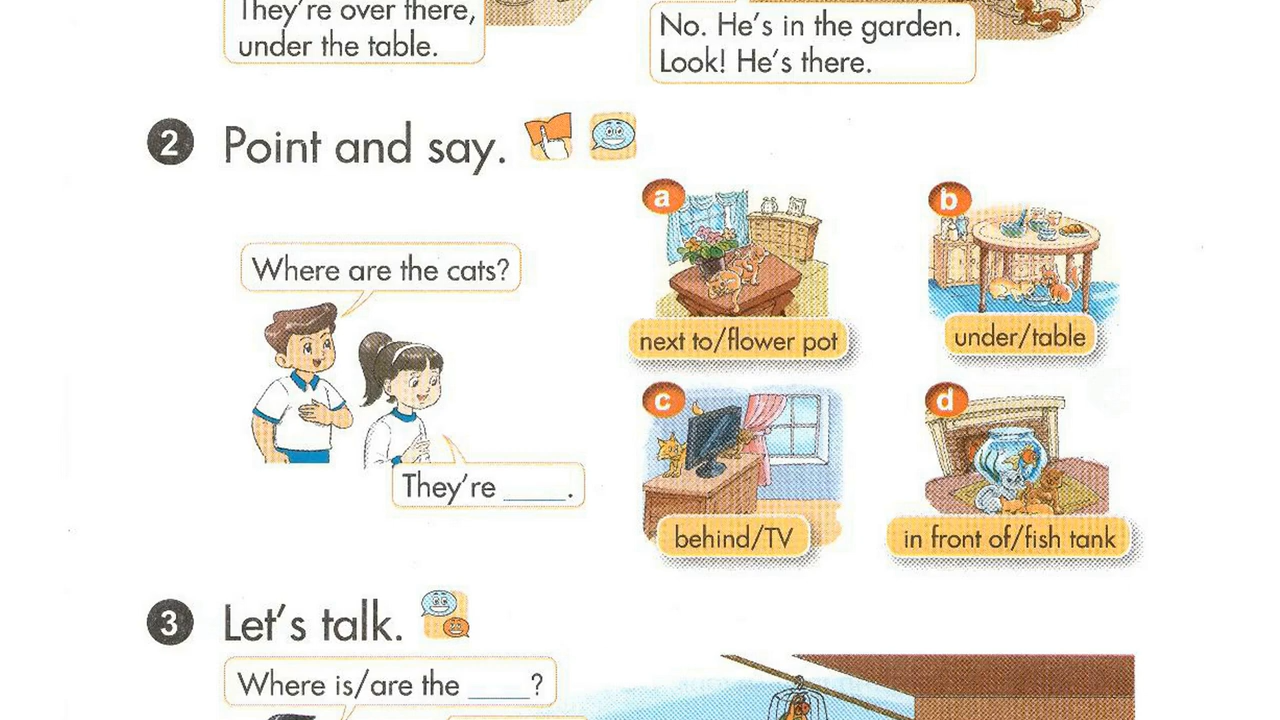 They're over there,
under the table.
No. He's in the garden.
Look! He's there.
2 Point and say.
Where are the cats?
They're ____.
a
next to/flower pot
b
under/table
c
behind/TV
d
in front of/fish tank
3 Let's talk.
Where is/are the ____?